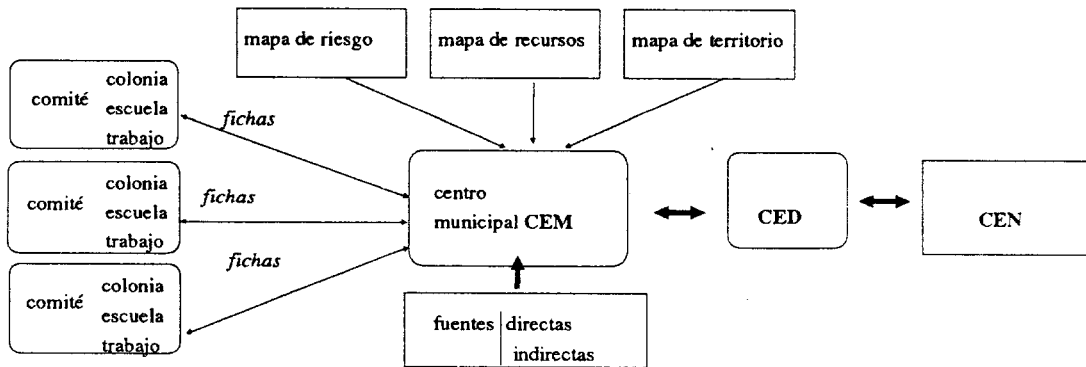 mapa de riesgo
mapa de recursos
mapa de territorio
colonia
comité escuela
trabajo
fichas
colonia
comité escuela
trabajo
fichas
colonia
comité escuela
trabajo
fichas
centro
municipal CEM
CED
CEN
fuentes directas
indirectas